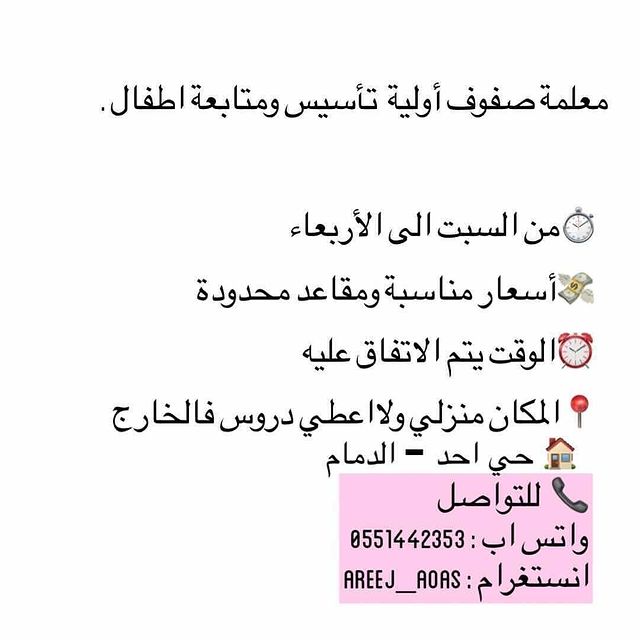 معلمة صفوف أولية تأسيس ومتابعة اطفال .
⏱️من السبت الى الأربعاء
💸أسعار مناسبة ومقاعد محدودة
⏰الوقت يتم الاتفاق عليه
📍المكان منزلي ولا اعطي دروس فالخارج
🏠 حي احد - الدمام
📞 للتواصل
واتس اب : 0551442353
انستغرام : AREEJ_AOAS